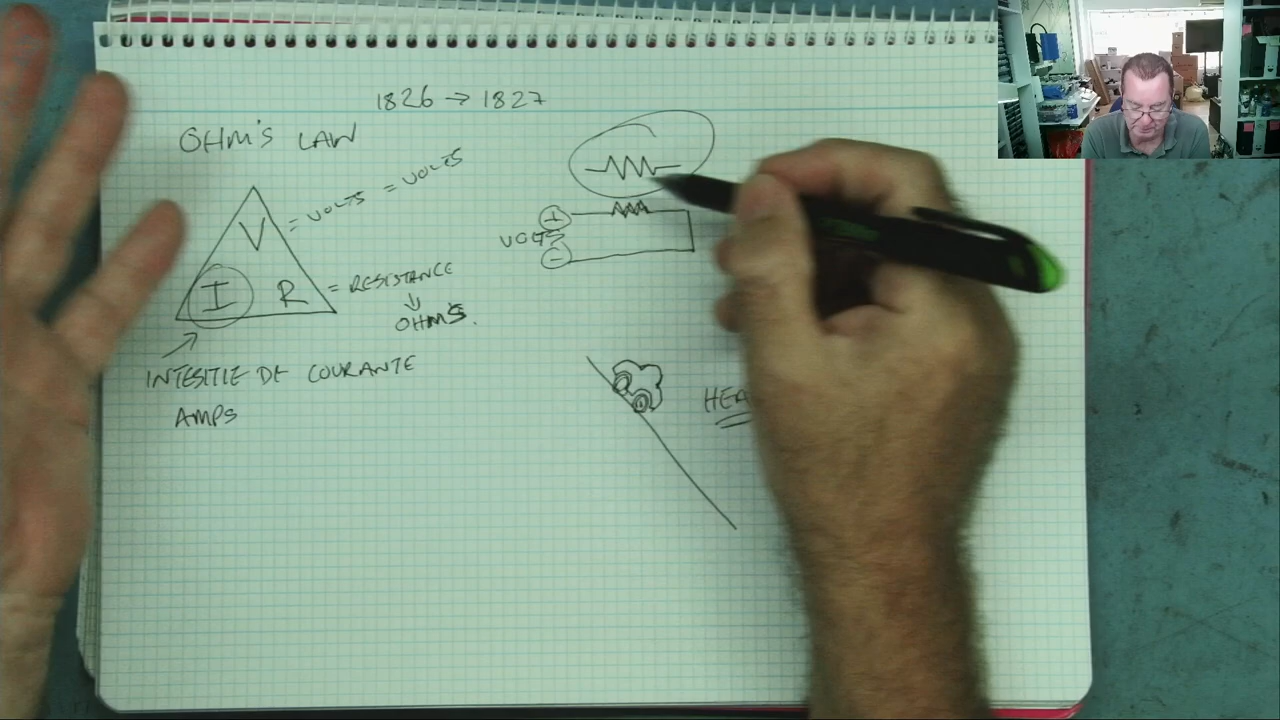 1826 → 1827
OHM'S LAW
V = VOLTS = VOLTS
I R = RESISTANCE
↓
OHMS.
INTESITIE DE COURANTE
AMPS
+
VOLTS
-